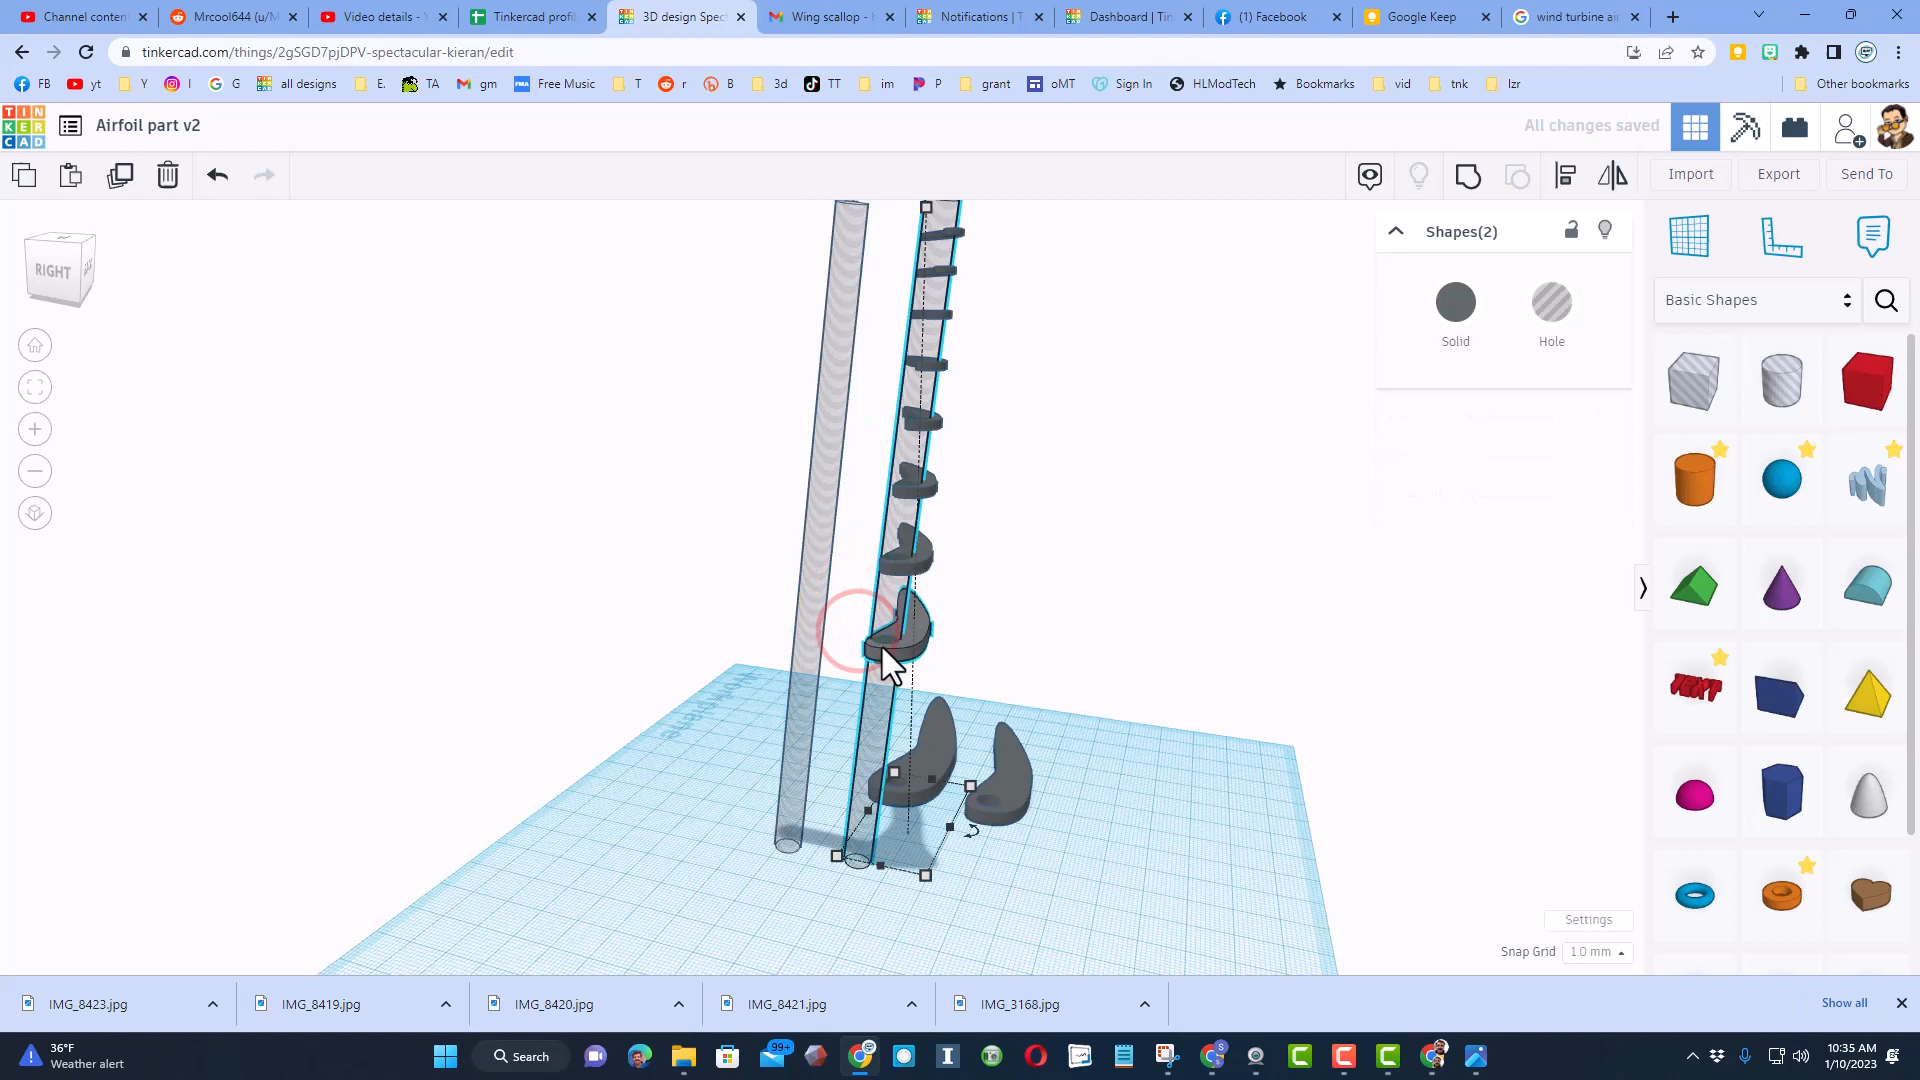 Channel conten
Mrcool644 (u/M
Video details - Y
Tinkercad profil
3D design Spect
Wing scallop - h
Notifications | T
Dashboard | Tin
(1) Facebook
Google Keep
wind turbine air
tinkercad.com/things/2gSGD7pjDPV-spectacular-kieran/edit
FB
yt
Y
I
G
all designs
E.
TA
gm
Free Music
T
r
B
3d
TT
im
P
grant
oMT
Sign In
HLModTech
Bookmarks
vid
tnk
lzr
Other bookmarks
TIN
KER
CAD
Airfoil part v2
All changes saved
Import
Export
Send To
RIGHT
Shapes(2)
Solid
Hole
Basic Shapes
TEXT
Workplane
Settings
Snap Grid
1.0 mm
IMG_8423.jpg
IMG_8419.jpg
IMG_8420.jpg
IMG_8421.jpg
IMG_3168.jpg
Show all
36°F
Weather alert
Search
99+
10:35 AM
1/10/2023